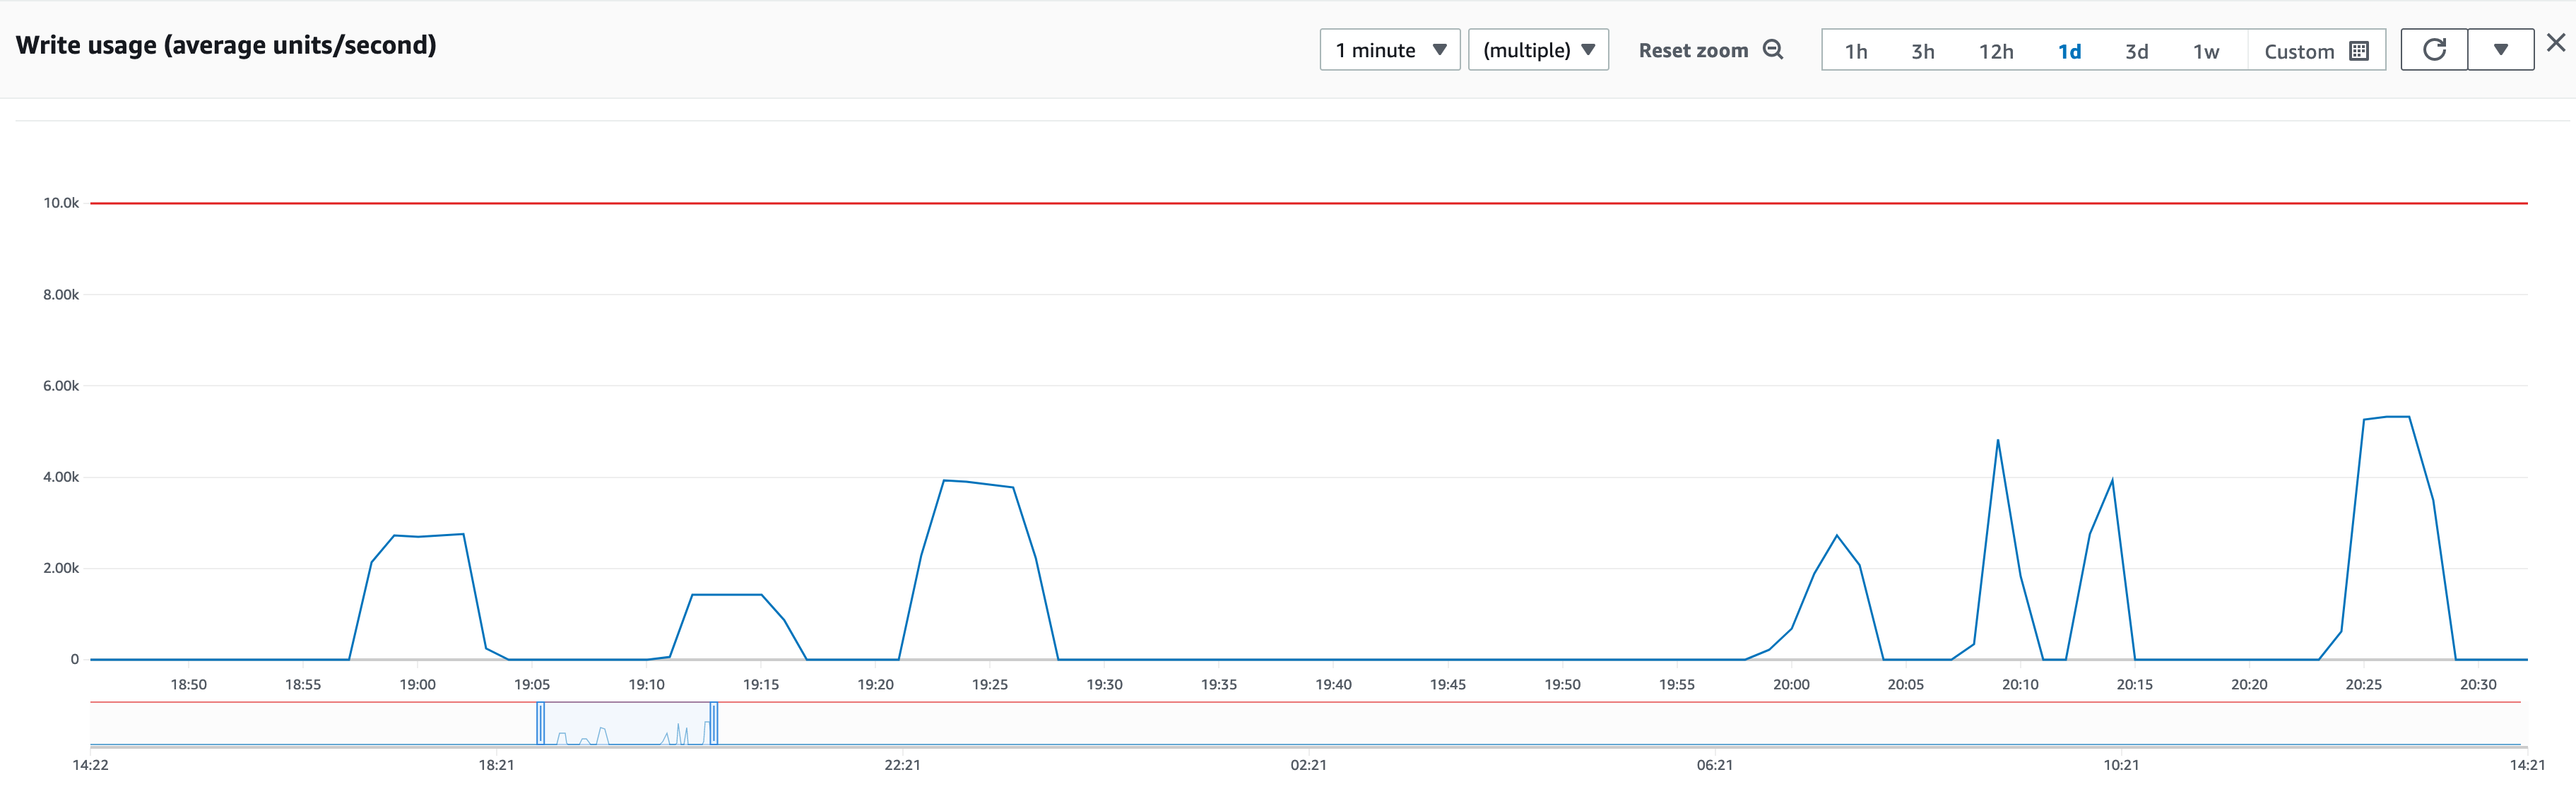 Write usage (average units/second)
1 minute (multiple) Reset zoom 1h 3h 12h 1d 3d 1w Custom
10.0k
8.00k
6.00k
4.00k
2.00k
0
18:50 18:55 19:00 19:05 19:10 19:15 19:20 19:25 19:30 19:35 19:40 19:45 19:50 19:55 20:00 20:05 20:10 20:15 20:20 20:25 20:30
14:22 18:21 22:21 02:21 06:21 10:21 14:21